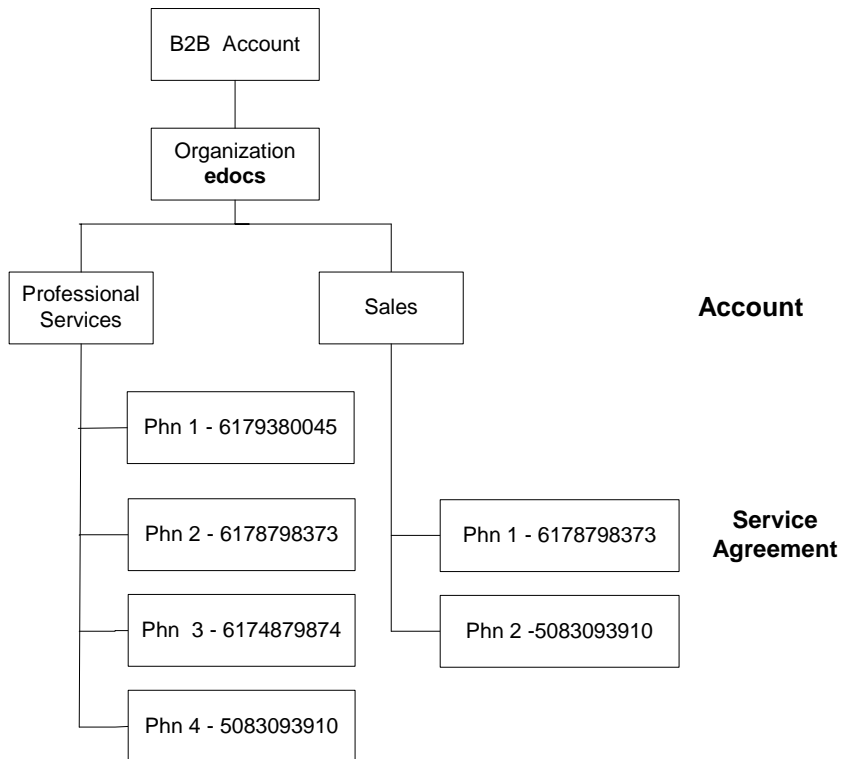 B2B Account
Organization
edocs
Professional
Services
Sales
Account
Phn 1 - 6179380045
Phn 2 - 6178798373
Phn 1 - 6178798373
Service
Agreement
Phn 3 - 6174879874
Phn 2 -5083093910
Phn 4 - 5083093910